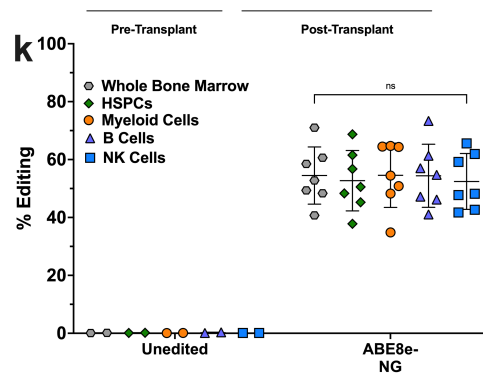 Pre-Transplant Post-Transplant
k
100
80
60
40
20
0
% Editing
Whole Bone Marrow
HSPCs
Myeloid Cells
B Cells
NK Cells
ns
Unedited
ABE8e-
NG